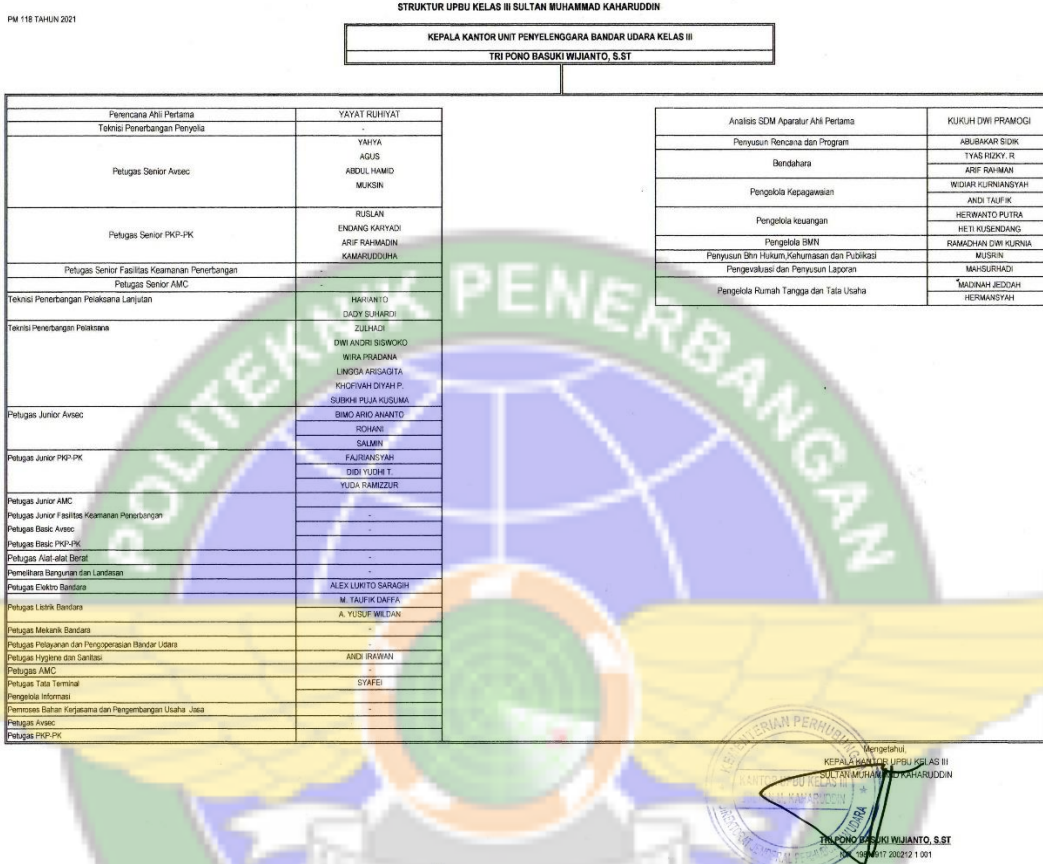 STRUKTUR UPBU KELAS III SULTAN MUHAMMAD KAHARUDDIN
PM 118 TAHUN 2021
KEPALA KANTOR UNIT PENYELENGGARA BANDAR UDARA KELAS III
TRI PONO BASUKI WIJIANTO, S.ST
Perencana Ahli Pertama YAYAT RUHIYAT
Teknisi Penerbangan Penyelia -
Petugas Senior Avsec
YAHYA
AGUS
ABDUL HAMID
MUKSIN
Petugas Senior PKP-PK
RUSLAN
ENDANG KARYADI
ARIF RAHMADIN
KAMARUDDUHA
Petugas Senior Fasilitas Keamanan Penerbangan -
Petugas Senior AMC
Teknisi Penerbangan Pelaksana Lanjutan
HARIANTO
DADY SUHARDI
Teknisi Penerbangan Pelaksana
ZULHADI
DWI ANDRI SISWOKO
WIRA PRADANA
LINGGA ARISAGITA
KHOFIVAH DIYAH P.
SUBKHI PUJA KUSUMA
Petugas Junior Avsec
BIMO ARIO ANANTO
ROHANI
SALMIN
Petugas Junior PKP-PK
FAJRIANSYAH
DIDI YUDHI T.
YUDA RAMIZZUR
Petugas Junior AMC
Petugas Junior Fasilitas Keamanan Penerbangan -
Petugas Basic Avsec -
Petugas Basic PKP-PK
Petugas Alat-alat Berat -
Pemelihara Bangunan dan Landasan -
Petugas Elektro Bandara ALEX LUKITO SARAGIH
Petugas Listrik Bandara
M. TAUFIK DAFFA
A. YUSUF WILDAN
Petugas Mekanik Bandara -
Petugas Pelayanan dan Pengoperasian Bandar Udara -
Petugas Hygiene dan Sanitasi ANDI IRAWAN
Petugas AMC -
Petugas Tata Terminal SYAFEI
Pengelola Informasi
Pemroses Bahan Kerjasama dan Pengembangan Usaha Jasa -
Petugas Avsec
Petugas PKP-PK
Analisis SDM Aparatur Ahli Pertama KUKUH DWI PRAMOGI
Penyusun Rencana dan Program ABUBAKAR SIDIK
Bendahara
TYAS RIZKY. R
ARIF RAHMAN
Pengelola Kepagawaian
WIDIAR KURNIANSYAH
ANDI TAUFIK
Pengelola keuangan
HERWANTO PUTRA
HETI KUSENDANG
Pengelola BMN RAMADHAN DWI KURNIA
Penyusun Bhn Hukum,Kehumasan dan Publikasi MUSRIN
Pengevaluasi dan Penyusun Laporan MAHSURHADI
Pengelola Rumah Tangga dan Tata Usaha
MADINAH JEDDAH
HERMANSYAH
POLITEKNIK PENERBANGAN
Mengetahui,
KEPALA KANTOR UPBU KELAS III
SULTAN MUHAMMAD KAHARUDDIN
KEMENTERIAN PERHUBUNGAN
KANTOR UPBU KELAS III
TRI PONO BASUKI WIJIANTO, S.ST
200212 1 001